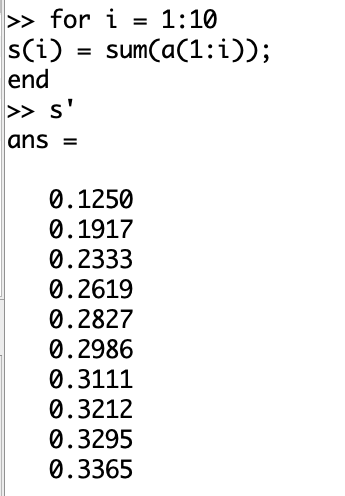 >> for i = 1:10
s(i) = sum(a(1:i));
end
>> s'
ans =
0.1250
0.1917
0.2333
0.2619
0.2827
0.2986
0.3111
0.3212
0.3295
0.3365